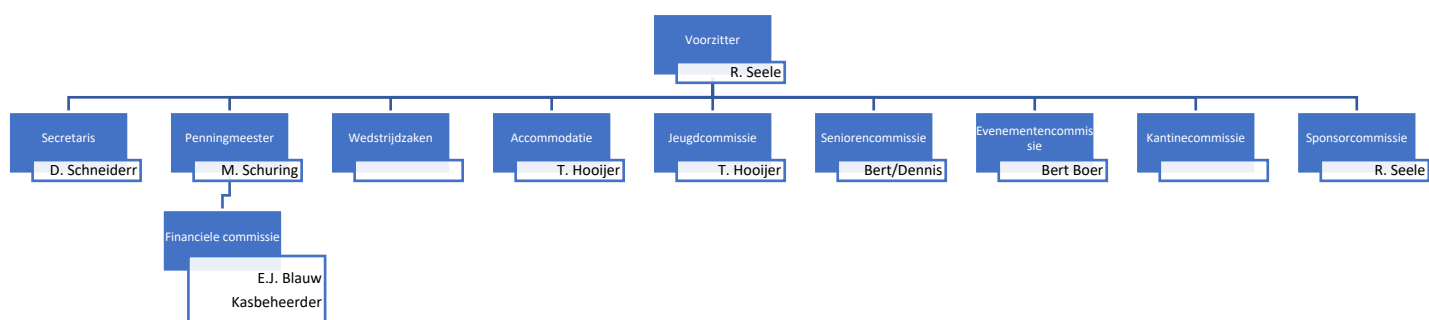 Voorzitter
R. Seele
Secretaris
D. Schneiderr
Penningmeester
M. Schuring
Wedstrijdzaken
Accommodatie
T. Hooijer
Jeugdcommissie
T. Hooijer
Seniorencommissie
Bert/Dennis
Evenementencommis
sie
Bert Boer
Kantinecommissie
Sponsorcommissie
R. Seele
Financiele commissie
E.J. Blauw
Kasbeheerder